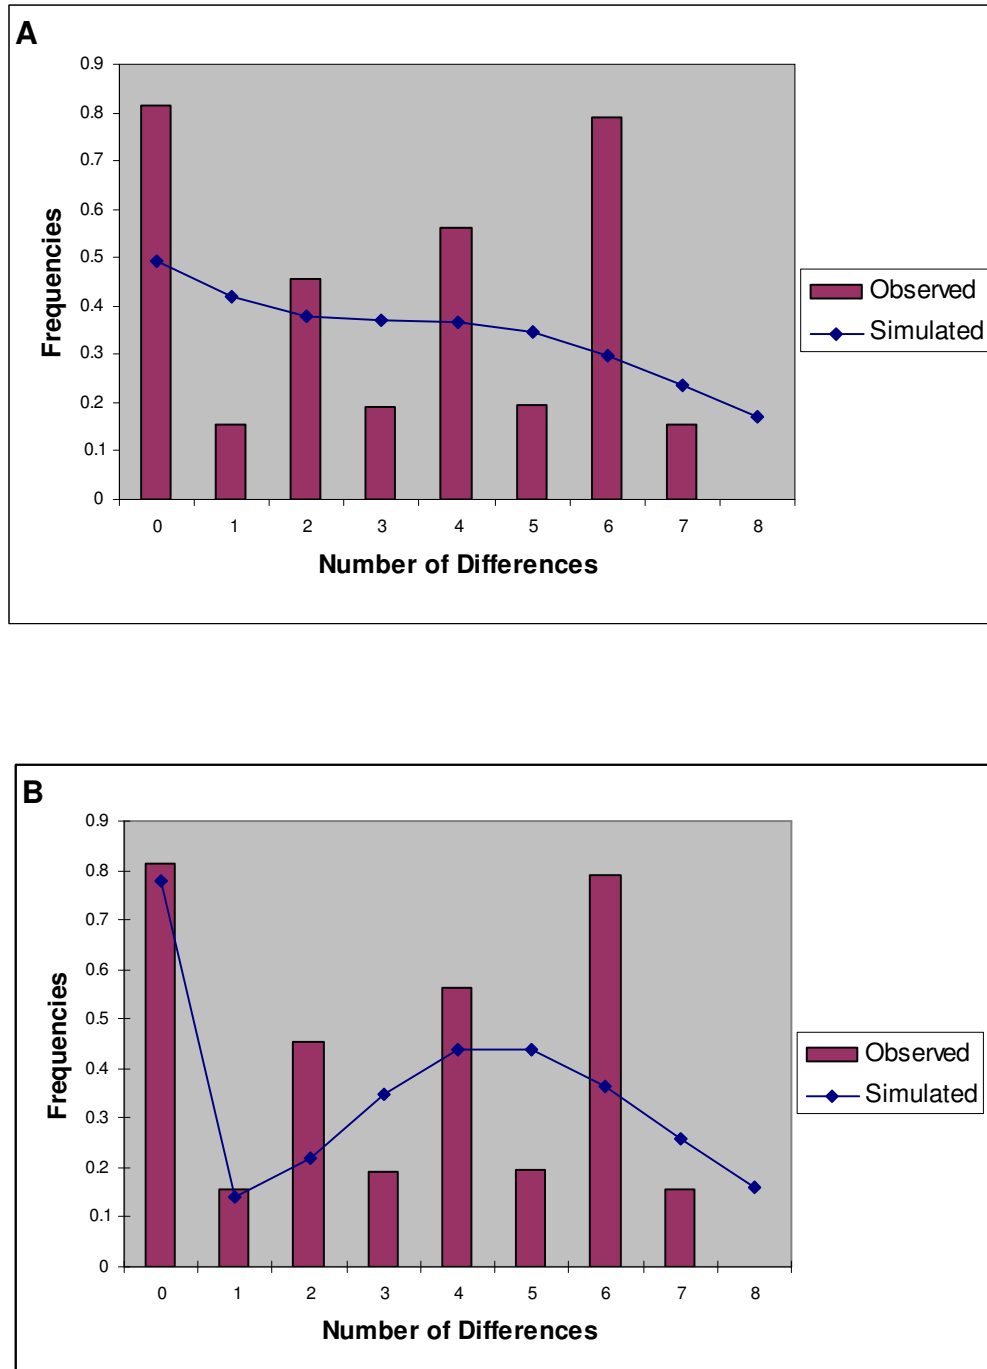 A
0.9
0.8
0.7
0.6
0.5
0.4
0.3
0.2
0.1
0
Frequencies
0 1 2 3 4 5 6 7 8
Number of Differences
Observed
Simulated
B
0.9
0.8
0.7
0.6
0.5
0.4
0.3
0.2
0.1
0
Frequencies
0 1 2 3 4 5 6 7 8
Number of Differences
Observed
Simulated